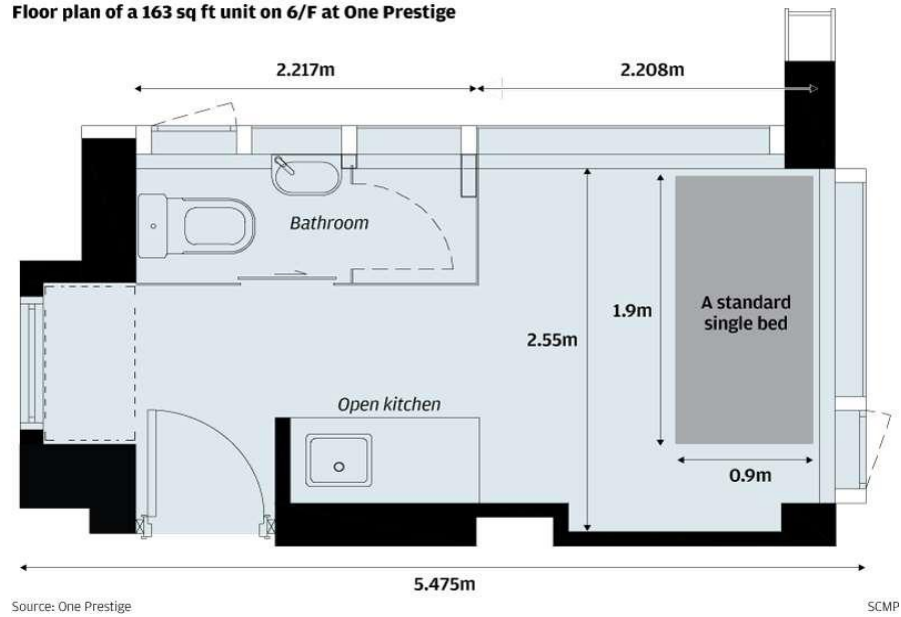 Floor plan of a 163 sq ft unit on 6/F at One Prestige
2.217m
2.208m
Bathroom
A standard
single bed
1.9m
2.55m
Open kitchen
0.9m
5.475m
Source: One Prestige
SCMP